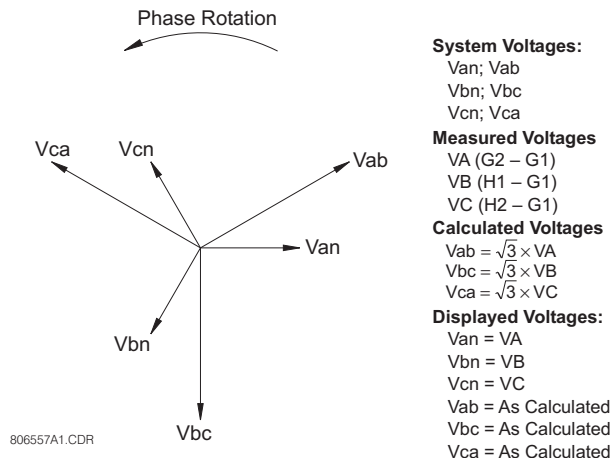 Phase Rotation
Vca
Vcn
Vab
Van
Vbn
Vbc
806557A1.CDR
System Voltages:
Van; Vab
Vbn; Vbc
Vcn; Vca
Measured Voltages
VA (G2 – G1)
VB (H1 – G1)
VC (H2 – G1)
Calculated Voltages
Vab = √3 × VA
Vbc = √3 × VB
Vca = √3 × VC
Displayed Voltages:
Van = VA
Vbn = VB
Vcn = VC
Vab = As Calculated
Vbc = As Calculated
Vca = As Calculated